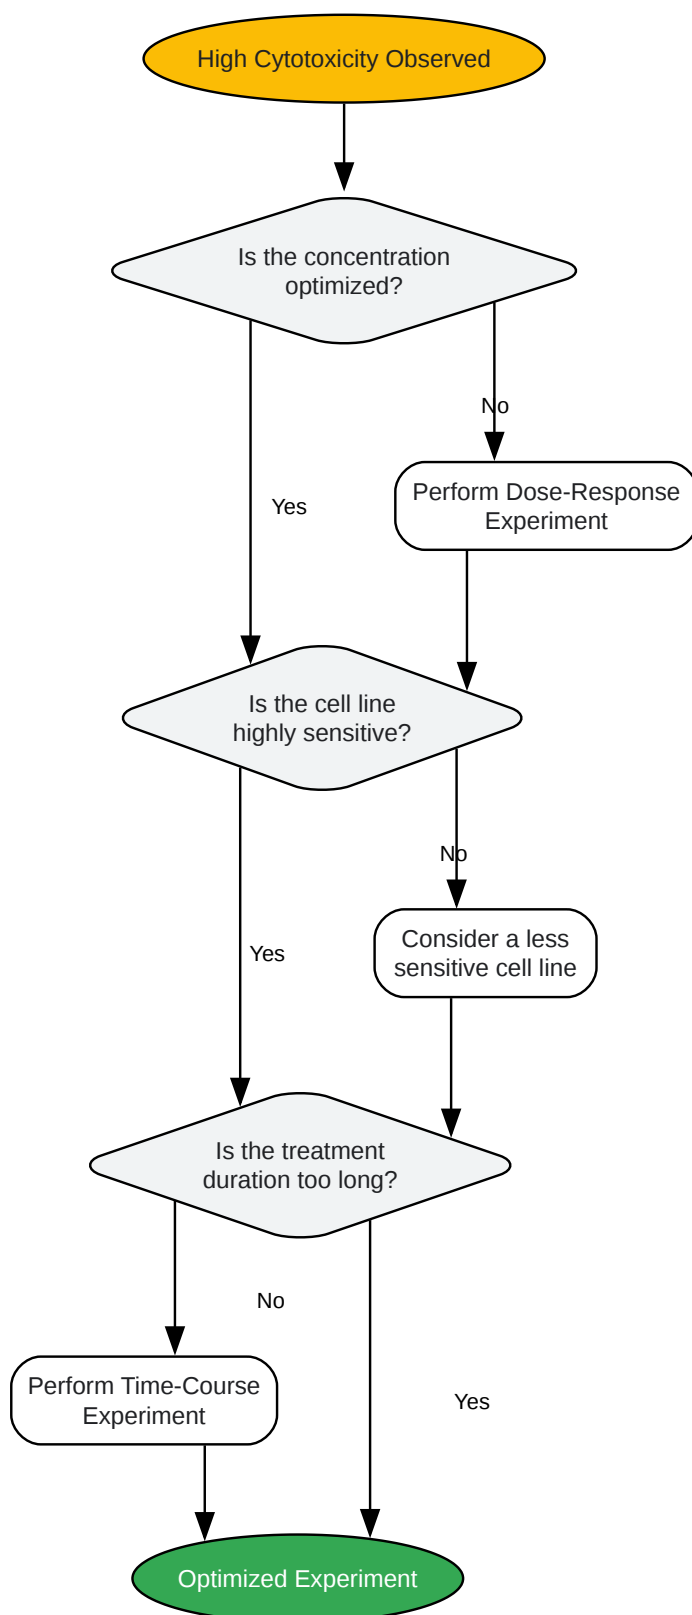 High Cytotoxicity Observed
Is the concentration
optimized?
No
Yes
Perform Dose-Response
Experiment
Is the cell line
highly sensitive?
No
Yes
Consider a less
sensitive cell line
Is the treatment
duration too long?
No
Perform Time-Course
Experiment
Yes
Optimized Experiment